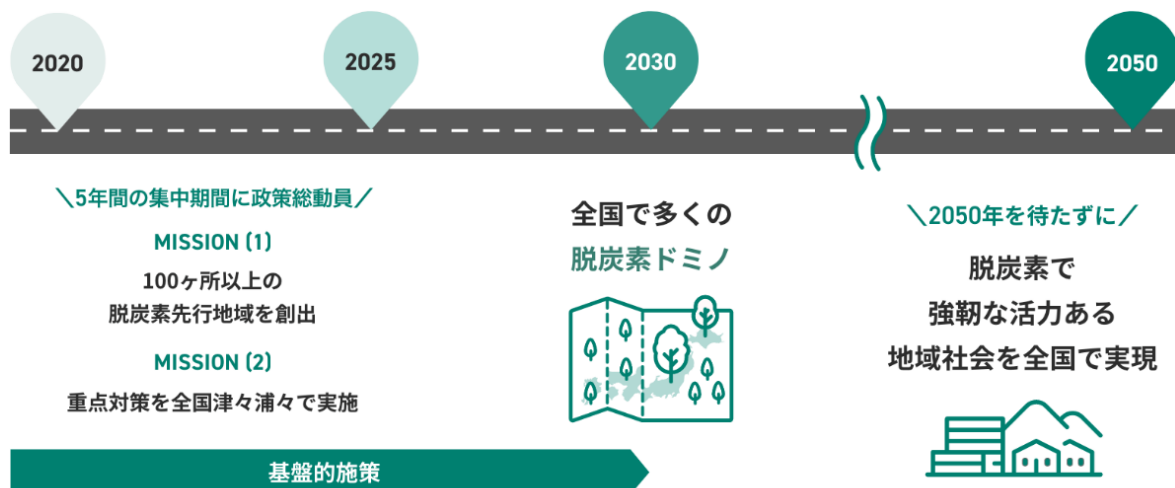 2020
2025
2030
2050
＼5年間の集中期間に政策総動員／
MISSION (1)
100ヶ所以上の
脱炭素先行地域を創出
MISSION (2)
重点対策を全国津々浦々で実施
基盤的施策
全国で多くの
脱炭素ドミノ
＼2050年を待たずに／
脱炭素で
強靭な活力ある
地域社会を全国で実現